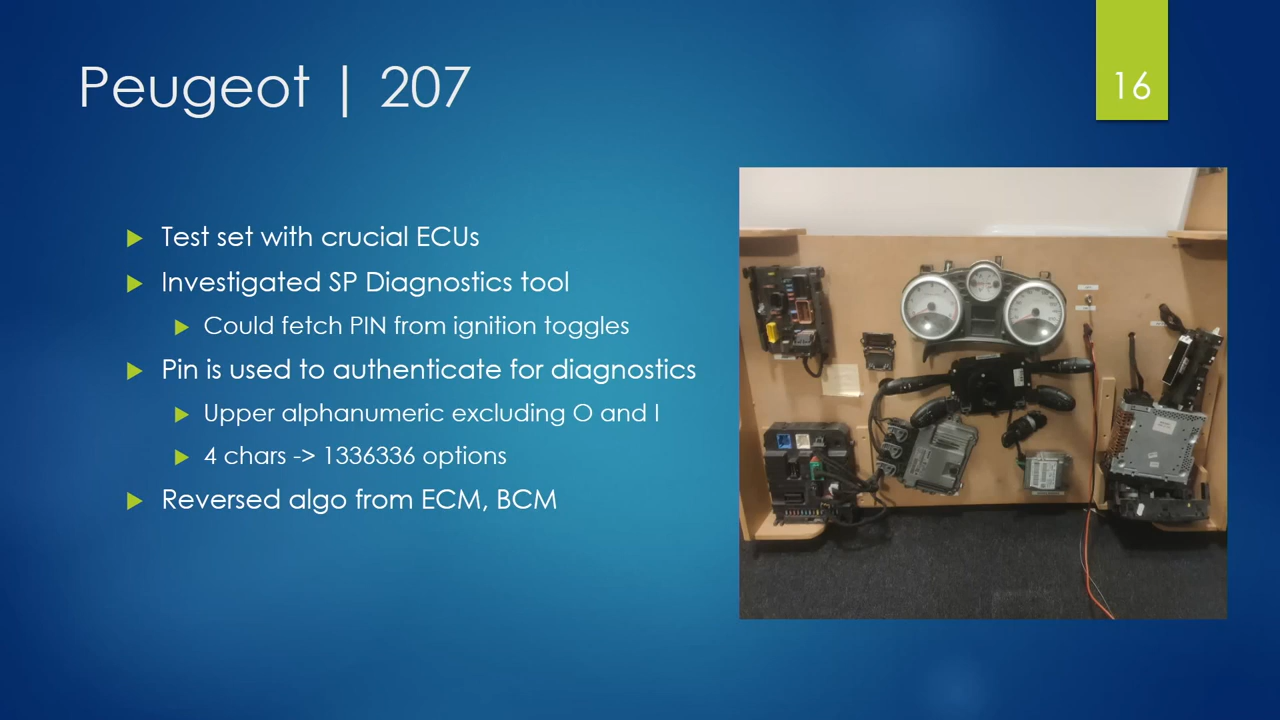 Peugeot | 207
16
Test set with crucial ECUs
Investigated SP Diagnostics tool
Could fetch PIN from ignition toggles
Pin is used to authenticate for diagnostics
Upper alphanumeric excluding O and I
4 chars -> 1336336 options
Reversed algo from ECM, BCM